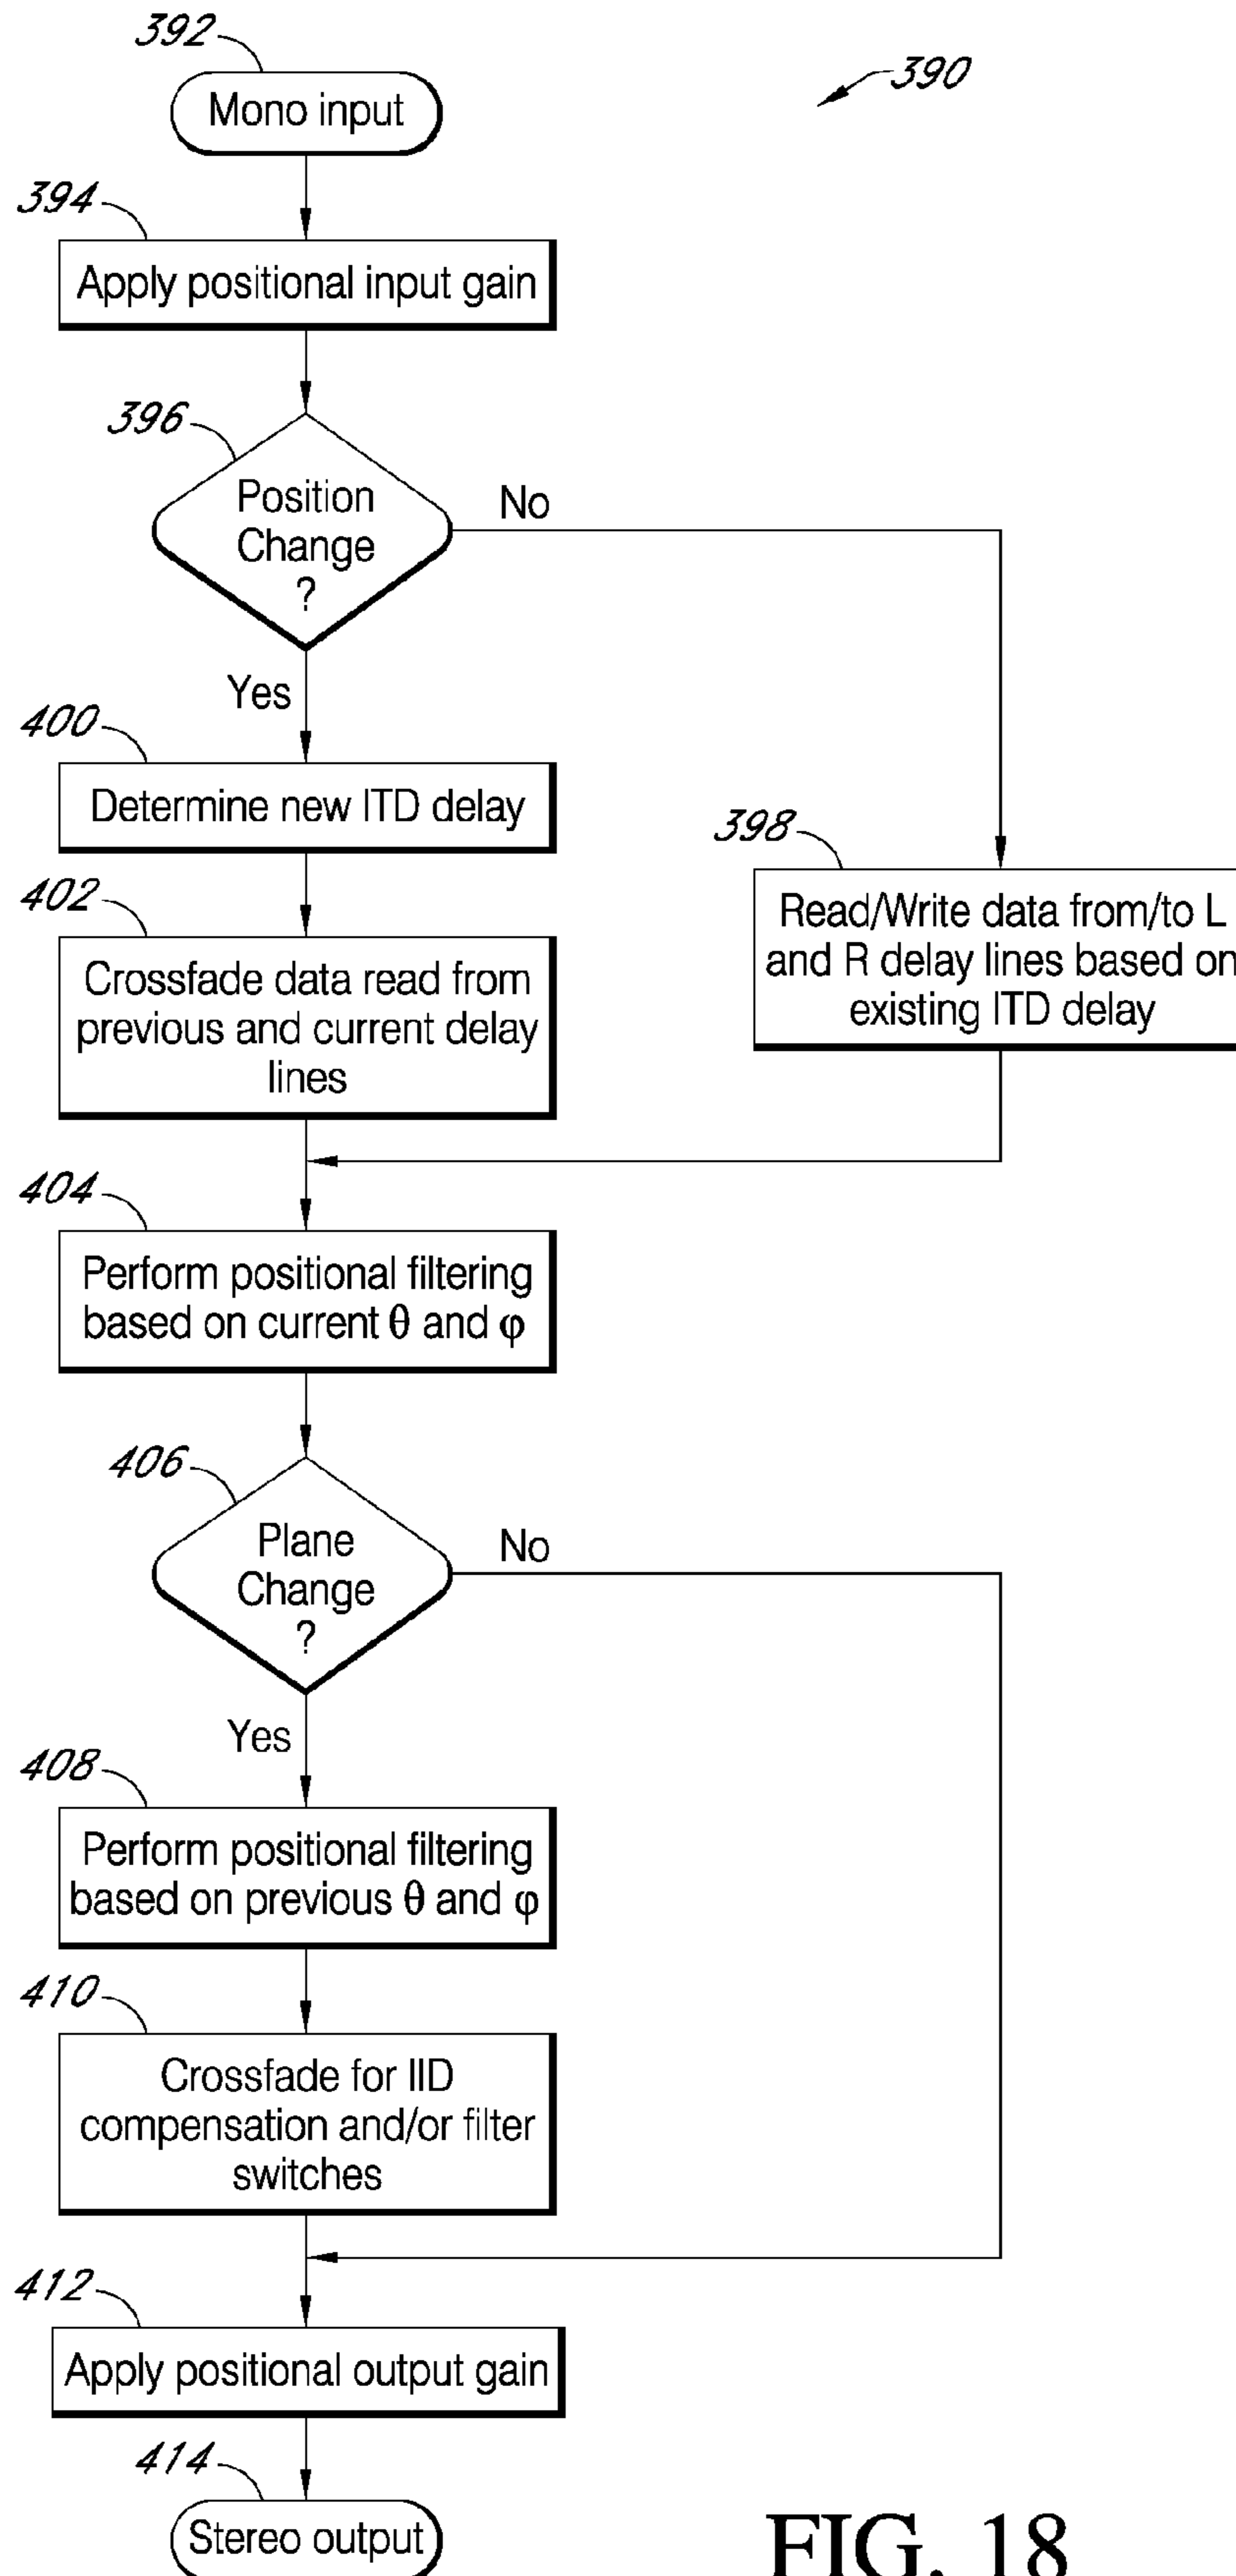 392
390
Mono input
394
Apply positional input gain
396
Position
Change
?
No
Yes
400
Determine new ITD delay
398
Read/Write data from/to L
and R delay lines based on
existing ITD delay
402
Crossfade data read from
previous and current delay
lines
404
Perform positional filtering
based on current θ and φ
406
Plane
Change
?
No
Yes
408
Perform positional filtering
based on previous θ and φ
410
Crossfade for IID
compensation and/or filter
switches
412
Apply positional output gain
414
Stereo output
FIG. 18